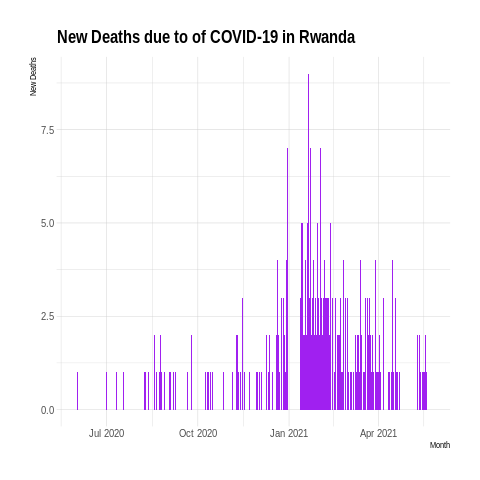 New Deaths due to of COVID-19 in Rwanda
New Deaths
7.5
5.0
2.5
0.0
Jul 2020 Oct 2020 Jan 2021 Apr 2021
Month